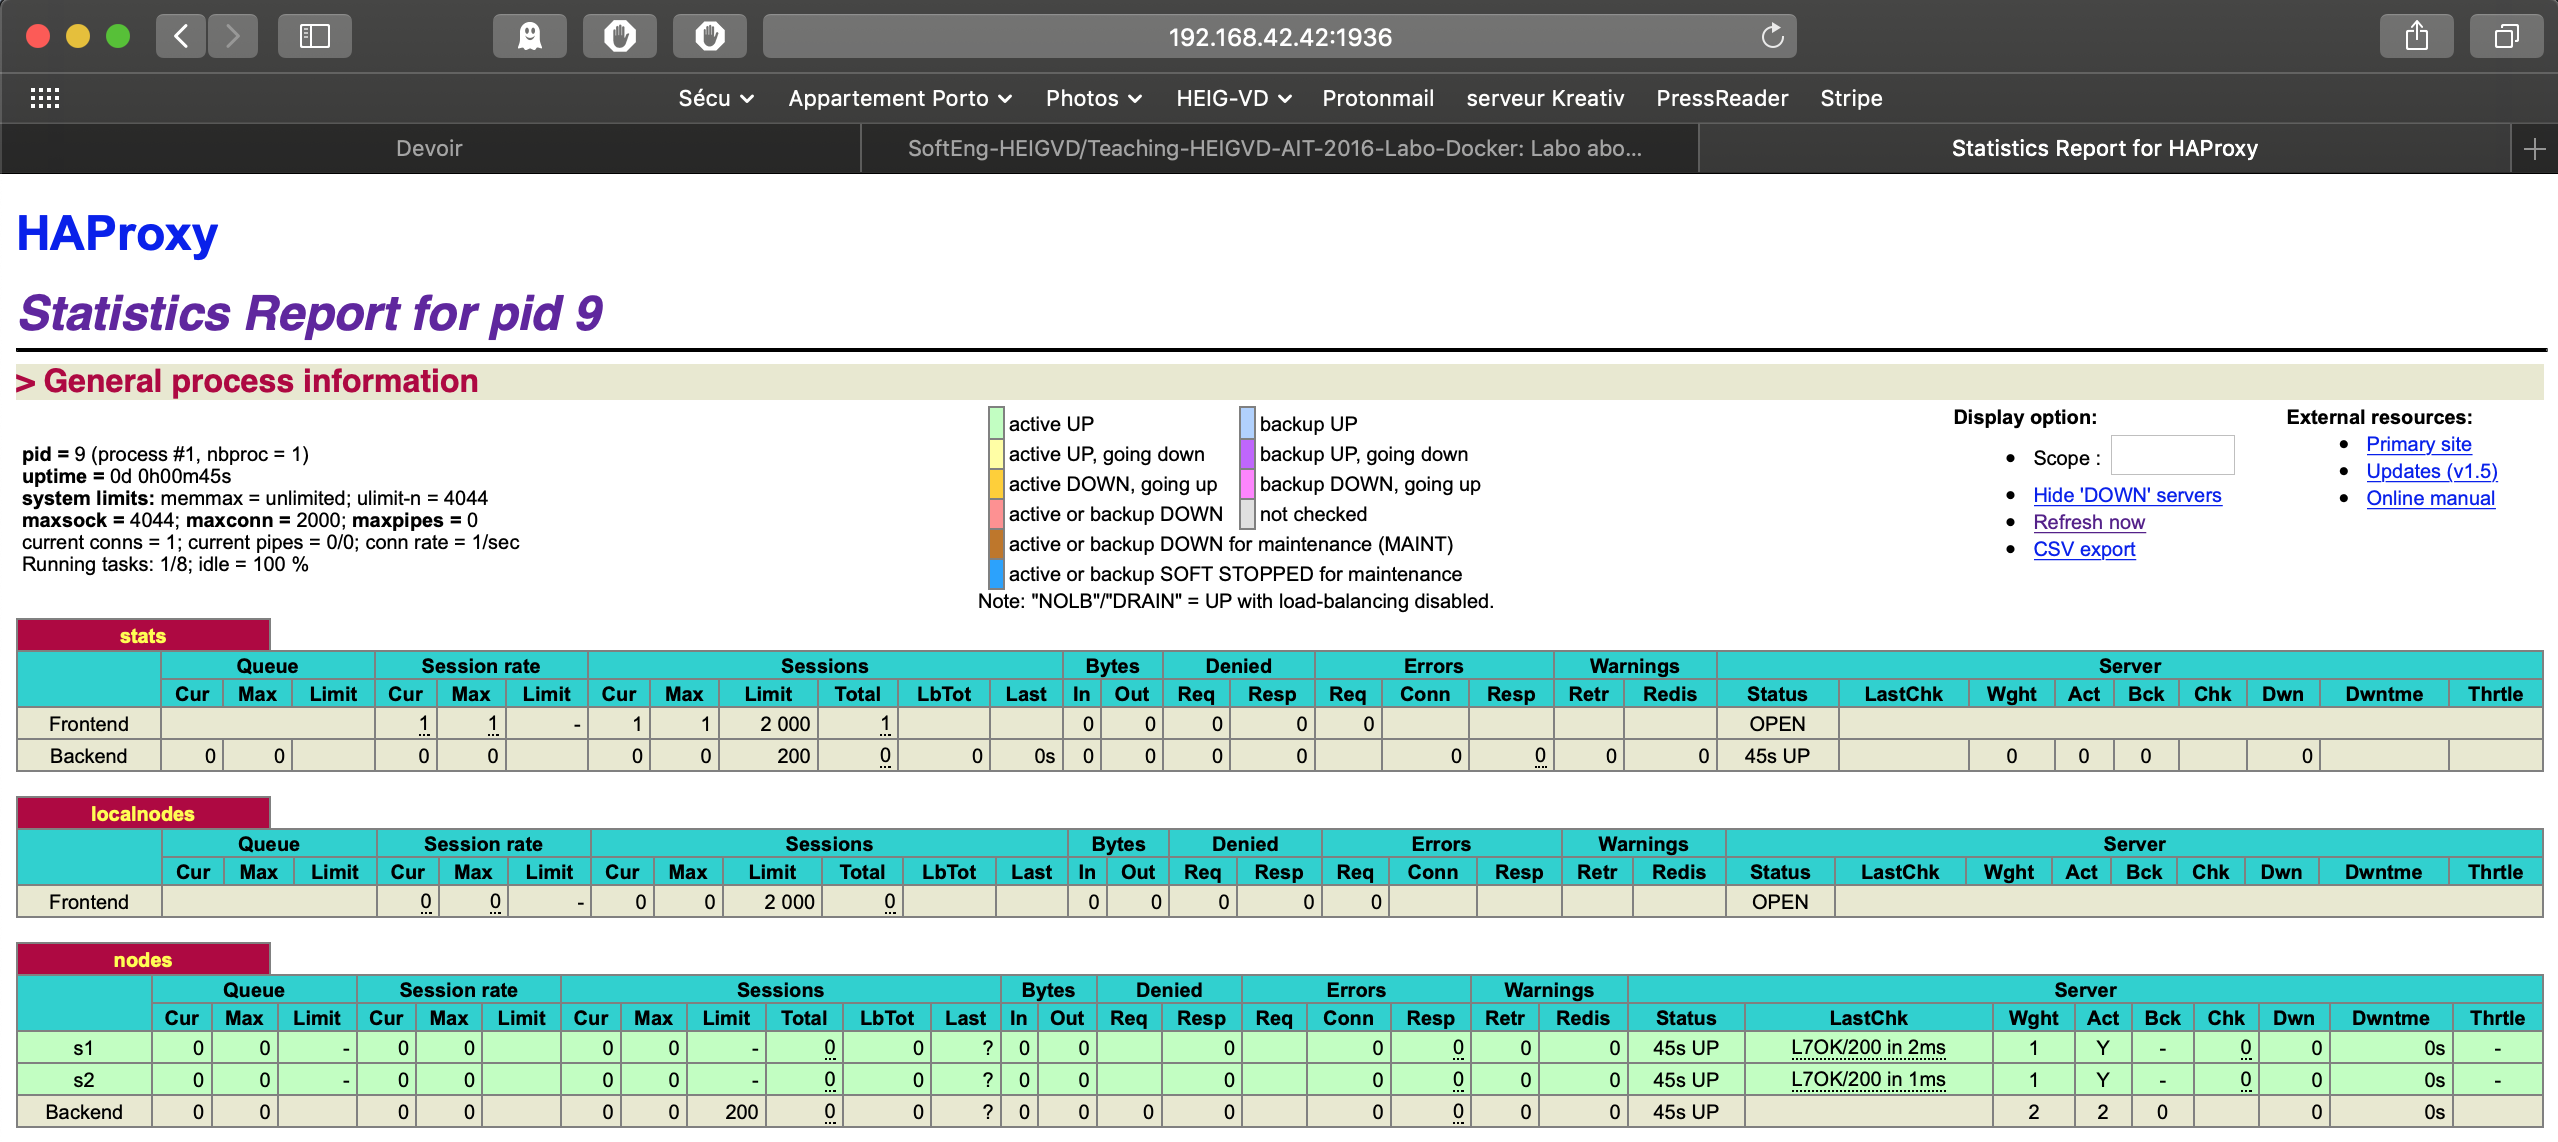 192.168.42.42:1936
Sécu Appartement Porto Photos HEIG-VD Protonmail serveur Kreativ PressReader Stripe
Devoir SoftEng-HEIGVD/Teaching-HEIGVD-AIT-2016-Labo-Docker: Labo abo... Statistics Report for HAProxy
HAProxy
Statistics Report for pid 9
> General process information
pid = 9 (process #1, nbproc = 1)
uptime = 0d 0h00m45s
system limits: memmax = unlimited; ulimit-n = 4044
maxsock = 4044; maxconn = 2000; maxpipes = 0
current conns = 1; current pipes = 0/0; conn rate = 1/sec
Running tasks: 1/8; idle = 100 %
active UP backup UP
active UP, going down backup UP, going down
active DOWN, going up backup DOWN, going up
active or backup DOWN not checked
active or backup DOWN for maintenance (MAINT)
active or backup SOFT STOPPED for maintenance
Note: "NOLB"/"DRAIN" = UP with load-balancing disabled.
Display option:
Scope :
Hide 'DOWN' servers
Refresh now
CSV export
External resources:
Primary site
Updates (v1.5)
Online manual
stats
Queue Session rate Sessions Bytes Denied Errors Warnings Server
Cur Max Limit Cur Max Limit Cur Max Limit Total LbTot Last In Out Req Resp Req Conn Resp Retr Redis Status LastChk Wght Act Bck Chk Dwn Dwntme Thrtle
Frontend 1 1 - 1 1 2 000 1 0 0 0 0 0 OPEN
Backend 0 0 0 0 0 0 200 0 0 0s 0 0 0 0 0 0 0 0 45s UP 0 0 0 0
localnodes
Queue Session rate Sessions Bytes Denied Errors Warnings Server
Cur Max Limit Cur Max Limit Cur Max Limit Total LbTot Last In Out Req Resp Req Conn Resp Retr Redis Status LastChk Wght Act Bck Chk Dwn Dwntme Thrtle
Frontend 0 0 - 0 0 2 000 0 0 0 0 0 0 OPEN
nodes
Queue Session rate Sessions Bytes Denied Errors Warnings Server
Cur Max Limit Cur Max Limit Cur Max Limit Total LbTot Last In Out Req Resp Req Conn Resp Retr Redis Status LastChk Wght Act Bck Chk Dwn Dwntme Thrtle
s1 0 0 - 0 0 0 0 - 0 0 ? 0 0 0 0 0 0 0 45s UP L7OK/200 in 2ms 1 Y - 0 0 0s -
s2 0 0 - 0 0 0 0 - 0 0 ? 0 0 0 0 0 0 0 45s UP L7OK/200 in 1ms 1 Y - 0 0 0s -
Backend 0 0 0 0 0 0 200 0 0 ? 0 0 0 0 0 0 0 0 45s UP 2 2 0 0 0s